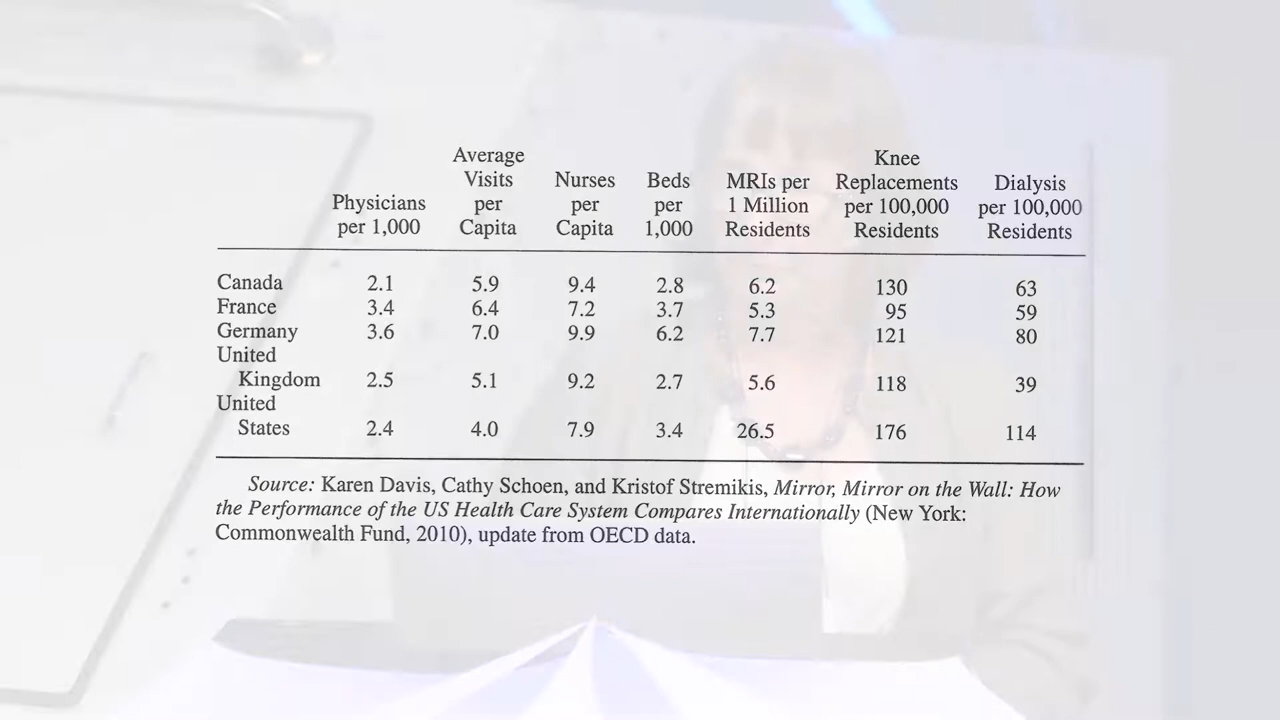 Physicians per 1,000 Average Visits per Capita Nurses per Capita Beds per 1,000 MRIs per 1 Million Residents Knee Replacements per 100,000 Residents Dialysis per 100,000 Residents
Canada 2.1 5.9 9.4 2.8 6.2 130 63
France 3.4 6.4 7.2 3.7 5.3 95 59
Germany 3.6 7.0 9.9 6.2 7.7 121 80
United
Kingdom 2.5 5.1 9.2 2.7 5.6 118 39
United
States 2.4 4.0 7.9 3.4 26.5 176 114
Source: Karen Davis, Cathy Schoen, and Kristof Stremikis, Mirror, Mirror on the Wall: How
the Performance of the US Health Care System Compares Internationally (New York:
Commonwealth Fund, 2010), update from OECD data.